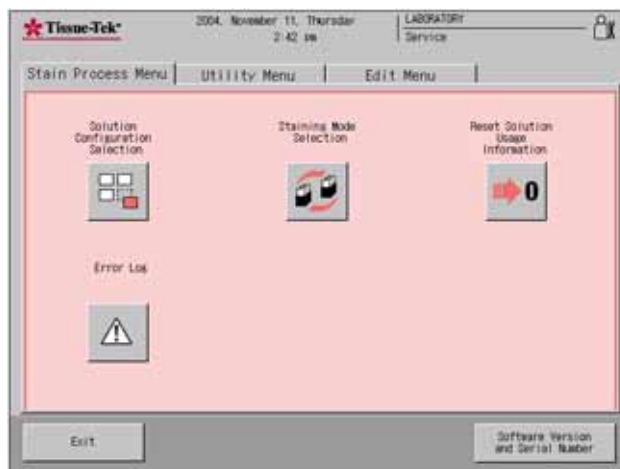 Tissue-Tek®
2004. November 11, Thursday
2:42 pm
LABORATORY
Service
Stain Process Menu
Utility Menu
Edit Menu
Solution
Configuration
Selection
Staining Mode
Selection
Reset Solution
Usage
Information
0
Error Log
Exit
Software Version
and Serial Number